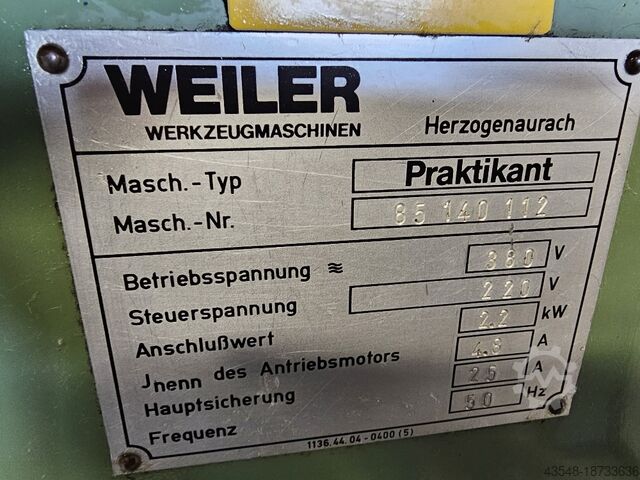 WEILER
WERKZEUGMASCHINEN Herzogenaurach
Masch.-Typ Praktikant
Masch.-Nr. 85 140 112
Betriebsspannung ≋ 380 V
Steuerspannung 220 V
Anschlußwert 2.2 kW
Jnenn des Antriebsmotors 4.8 A
Hauptsicherung 25 A
Frequenz 50 Hz
1136.44.04-0400 (5)
43548-18733636